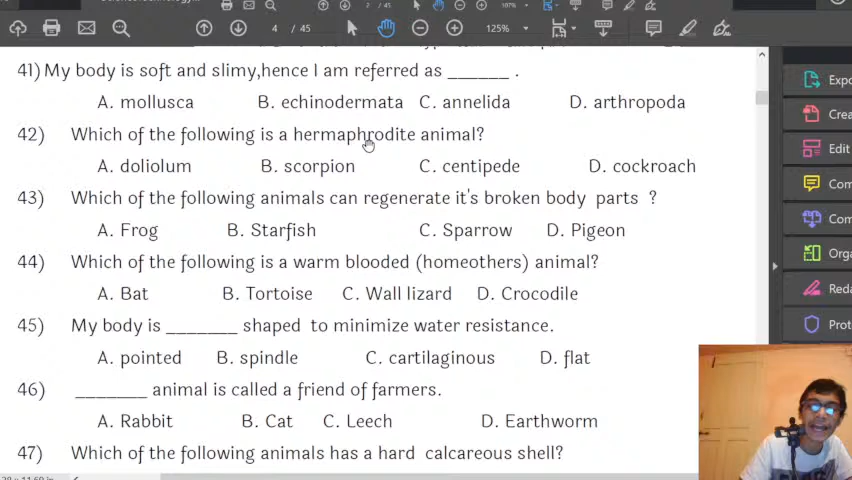 4 / 45
125%
41) My body is soft and slimy,hence I am referred as ______ .
A. mollusca B. echinodermata C. annelida D. arthropoda
42) Which of the following is a hermaphrodite animal?
A. doliolum B. scorpion C. centipede D. cockroach
43) Which of the following animals can regenerate it's broken body parts ?
A. Frog B. Starfish C. Sparrow D. Pigeon
44) Which of the following is a warm blooded (homeothers) animal?
A. Bat B. Tortoise C. Wall lizard D. Crocodile
45) My body is _______ shaped to minimize water resistance.
A. pointed B. spindle C. cartilaginous D. flat
46) _______ animal is called a friend of farmers.
A. Rabbit B. Cat C. Leech D. Earthworm
47) Which of the following animals has a hard calcareous shell?
Expo
Crea
Edit
Com
Com
Orga
Reda
Prot